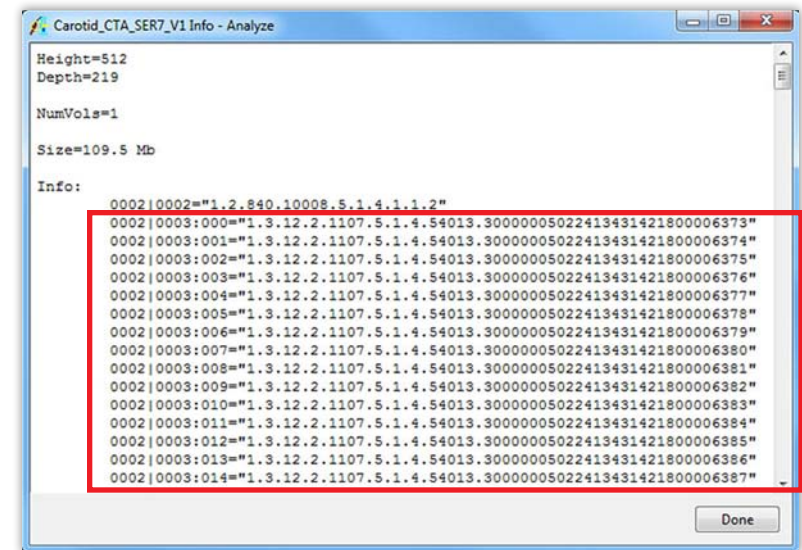 Carotid_CTA_SER7_V1 Info - Analyze
Height=512
Depth=219
NumVols=1
Size=109.5 Mb
Info:
0002|0002="1.2.840.10008.5.1.4.1.1.2"
0002|0003:000="1.3.12.2.1107.5.1.4.54013.30000005022413431421800006373"
0002|0003:001="1.3.12.2.1107.5.1.4.54013.30000005022413431421800006374"
0002|0003:002="1.3.12.2.1107.5.1.4.54013.30000005022413431421800006375"
0002|0003:003="1.3.12.2.1107.5.1.4.54013.30000005022413431421800006376"
0002|0003:004="1.3.12.2.1107.5.1.4.54013.30000005022413431421800006377"
0002|0003:005="1.3.12.2.1107.5.1.4.54013.30000005022413431421800006378"
0002|0003:006="1.3.12.2.1107.5.1.4.54013.30000005022413431421800006379"
0002|0003:007="1.3.12.2.1107.5.1.4.54013.30000005022413431421800006380"
0002|0003:008="1.3.12.2.1107.5.1.4.54013.30000005022413431421800006381"
0002|0003:009="1.3.12.2.1107.5.1.4.54013.30000005022413431421800006382"
0002|0003:010="1.3.12.2.1107.5.1.4.54013.30000005022413431421800006383"
0002|0003:011="1.3.12.2.1107.5.1.4.54013.30000005022413431421800006384"
0002|0003:012="1.3.12.2.1107.5.1.4.54013.30000005022413431421800006385"
0002|0003:013="1.3.12.2.1107.5.1.4.54013.30000005022413431421800006386"
0002|0003:014="1.3.12.2.1107.5.1.4.54013.30000005022413431421800006387"
Done